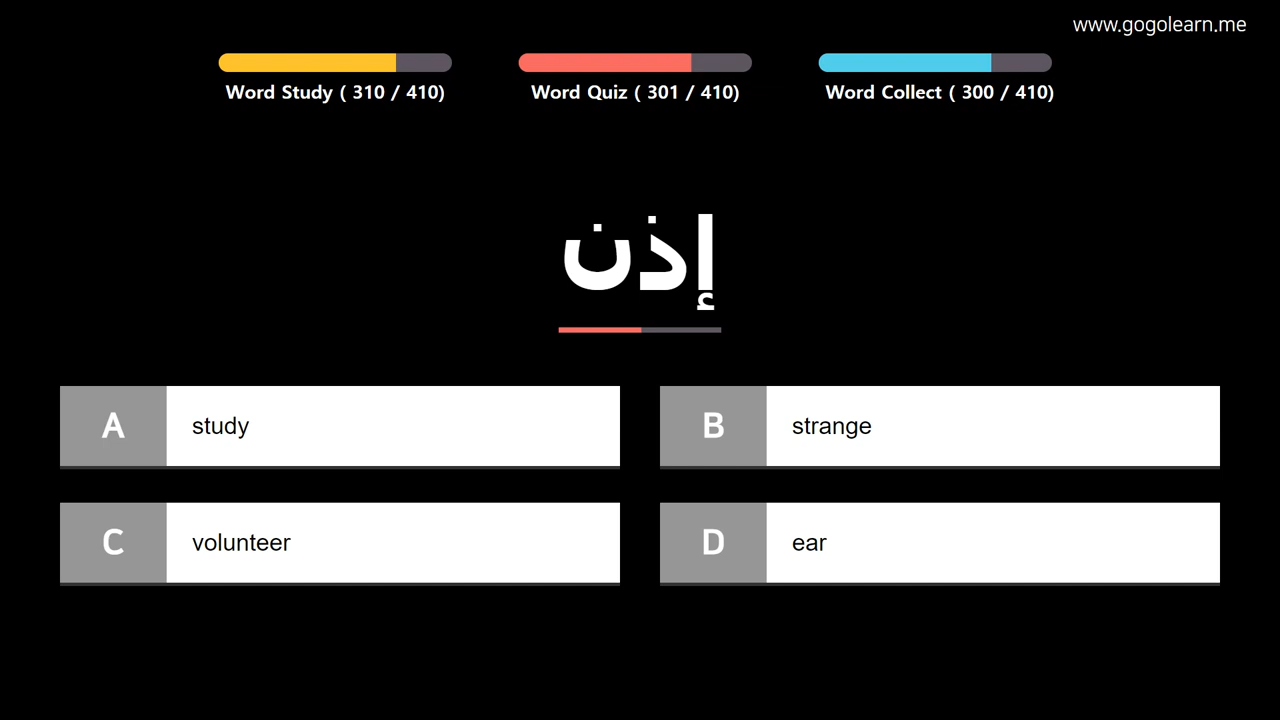 www.gogolearn.me
Word Study ( 310 / 410)
Word Quiz ( 301 / 410)
Word Collect ( 300 / 410)
إذن
A study
B strange
C volunteer
D ear